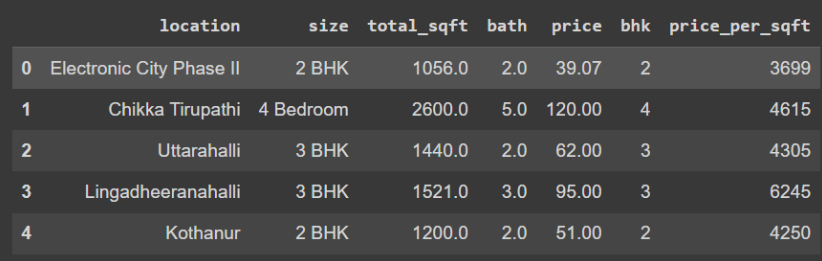 location size total_sqft bath price bhk price_per_sqft
0 Electronic City Phase II 2 BHK 1056.0 2.0 39.07 2 3699
1 Chikka Tirupathi 4 Bedroom 2600.0 5.0 120.00 4 4615
2 Uttarahalli 3 BHK 1440.0 2.0 62.00 3 4305
3 Lingadheeranahalli 3 BHK 1521.0 3.0 95.00 3 6245
4 Kothanur 2 BHK 1200.0 2.0 51.00 2 4250